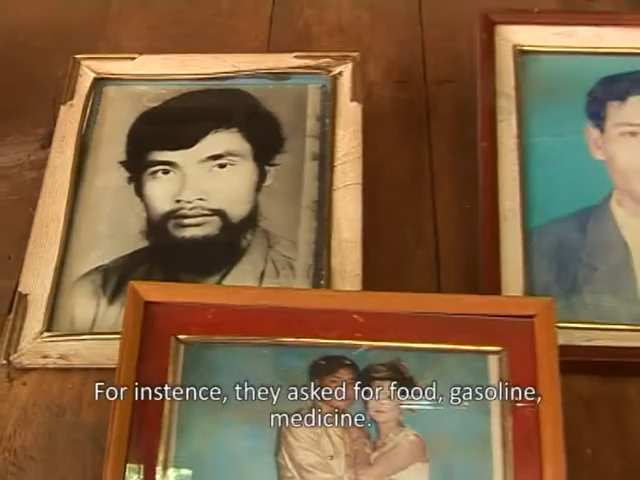 For instence, they asked for food, gasoline,
medicine.